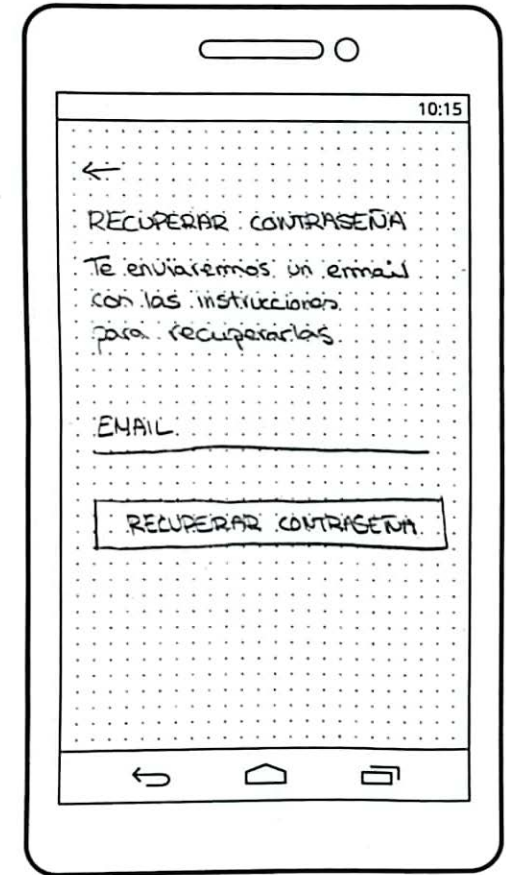 10:15
RECUPERAR CONTRASEÑA
Te enviaremos un email
con las instrucciones
para recuperarlas.
EMAIL
RECUPERAR CONTRASEÑA